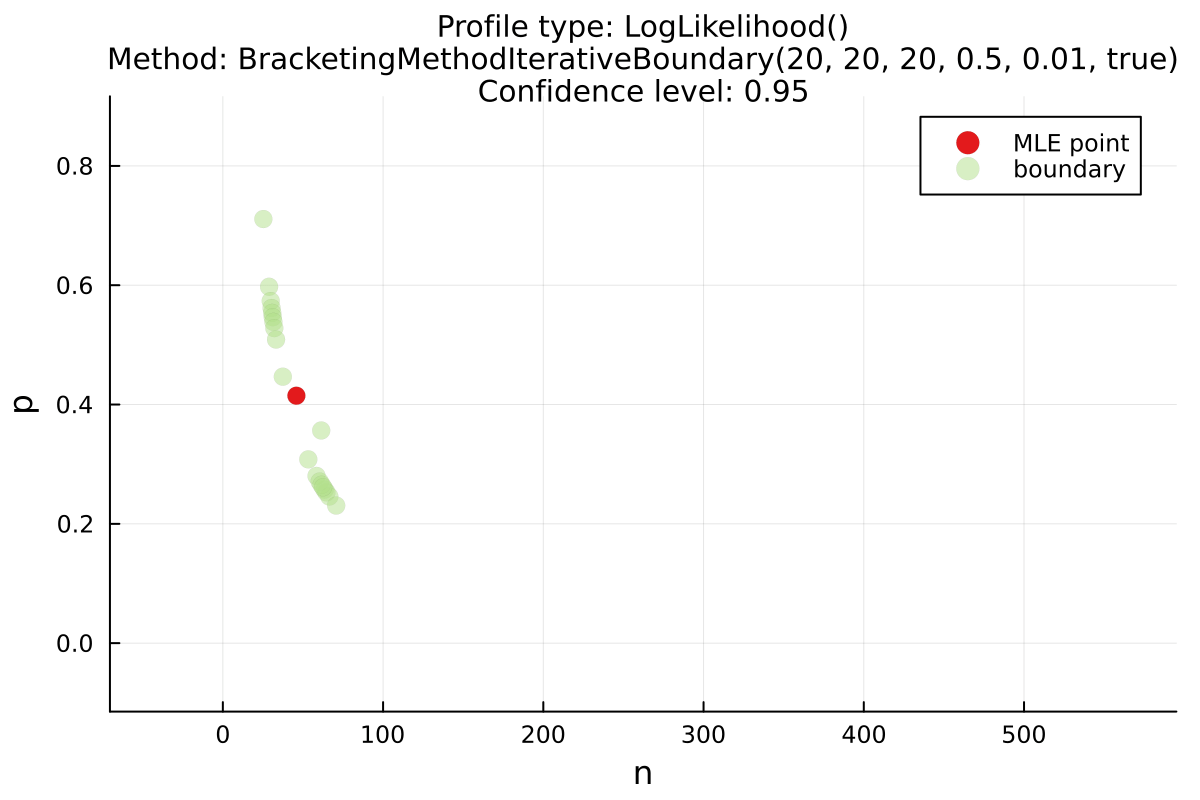 Profile type: LogLikelihood()
Method: BracketingMethodIterativeBoundary(20, 20, 20, 0.5, 0.01, true)
Confidence level: 0.95
MLE point
boundary
0.8
0.6
0.4
0.2
0.0
p
0 100 200 300 400 500
n